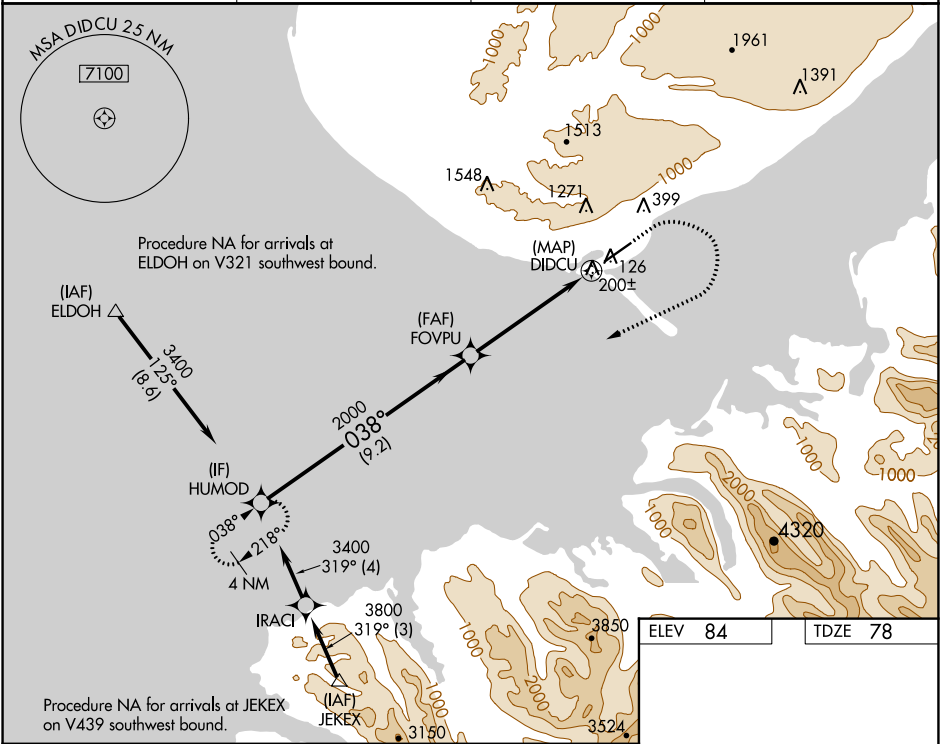 MSA DIDCU 25 NM
7100
1000
1000
1961
1391
1513
1000
1548
1271
399
Procedure NA for arrivals at
ELDOH on V321 southwest bound.
(MAP)
DIDCU
126
200±
(IAF)
ELDOH
3400
125°
(8.6)
(FAF)
FOVPU
2000
038°
(9.2)
(IF)
HUMOD
038°
218°
4 NM
3400
319° (4)
IRACI
3800
319° (3)
(IAF)
JEKEX
Procedure NA for arrivals at JEKEX
on V439 southwest bound.
1000
3150
1000
2000
3850
3524
1000
2000
1000
1000
4320
ELEV 84
TDZE 78